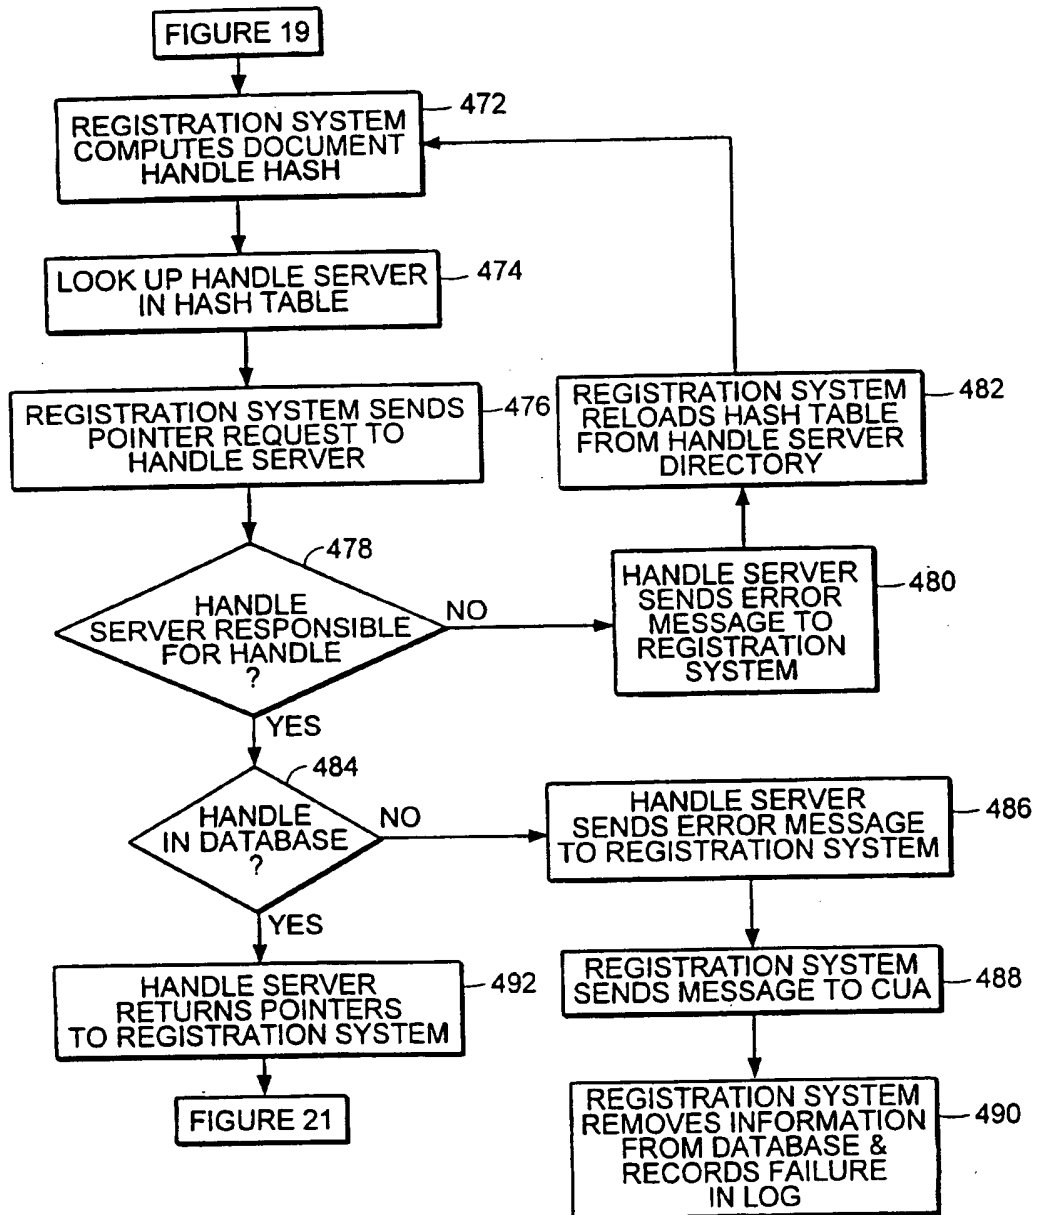 FIGURE 19
REGISTRATION SYSTEM
COMPUTES DOCUMENT
HANDLE HASH
472
LOOK UP HANDLE SERVER
IN HASH TABLE
474
REGISTRATION SYSTEM SENDS
POINTER REQUEST TO
HANDLE SERVER
476
REGISTRATION SYSTEM
RELOADS HASH TABLE
FROM HANDLE SERVER
DIRECTORY
482
478
HANDLE
SERVER RESPONSIBLE
FOR HANDLE
?
NO
HANDLE SERVER
SENDS ERROR
MESSAGE TO
REGISTRATION
SYSTEM
480
YES
484
HANDLE
IN DATABASE
?
NO
HANDLE SERVER
SENDS ERROR MESSAGE
TO REGISTRATION SYSTEM
486
YES
HANDLE SERVER
RETURNS POINTERS
TO REGISTRATION SYSTEM
492
REGISTRATION SYSTEM
SENDS MESSAGE TO CUA
488
FIGURE 21
REGISTRATION SYSTEM
REMOVES INFORMATION
FROM DATABASE &
RECORDS FAILURE
IN LOG
490